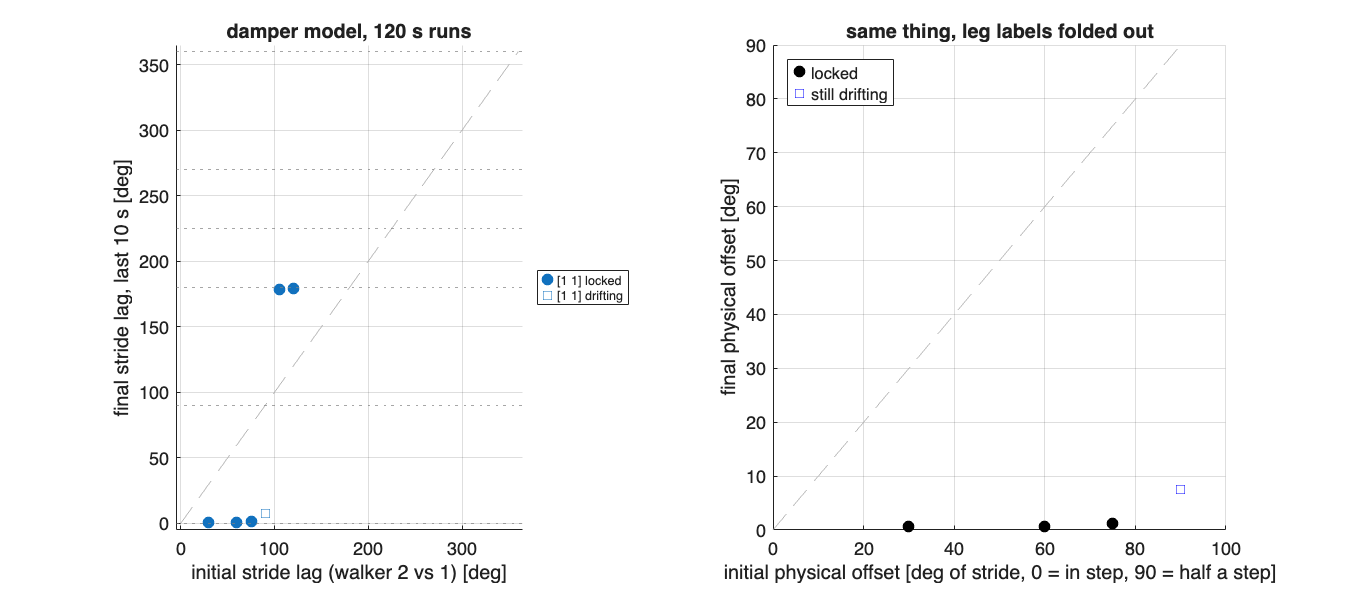 damper model, 120 s runs
final stride lag, last 10 s [deg]
350
300
250
200
150
100
50
0
0
100
200
300
initial stride lag (walker 2 vs 1) [deg]
[1 1] locked
[1 1] drifting
same thing, leg labels folded out
final physical offset [deg]
90
80
70
60
50
40
30
20
10
0
locked
still drifting
0
20
40
60
80
100
initial physical offset [deg of stride, 0 = in step, 90 = half a step]